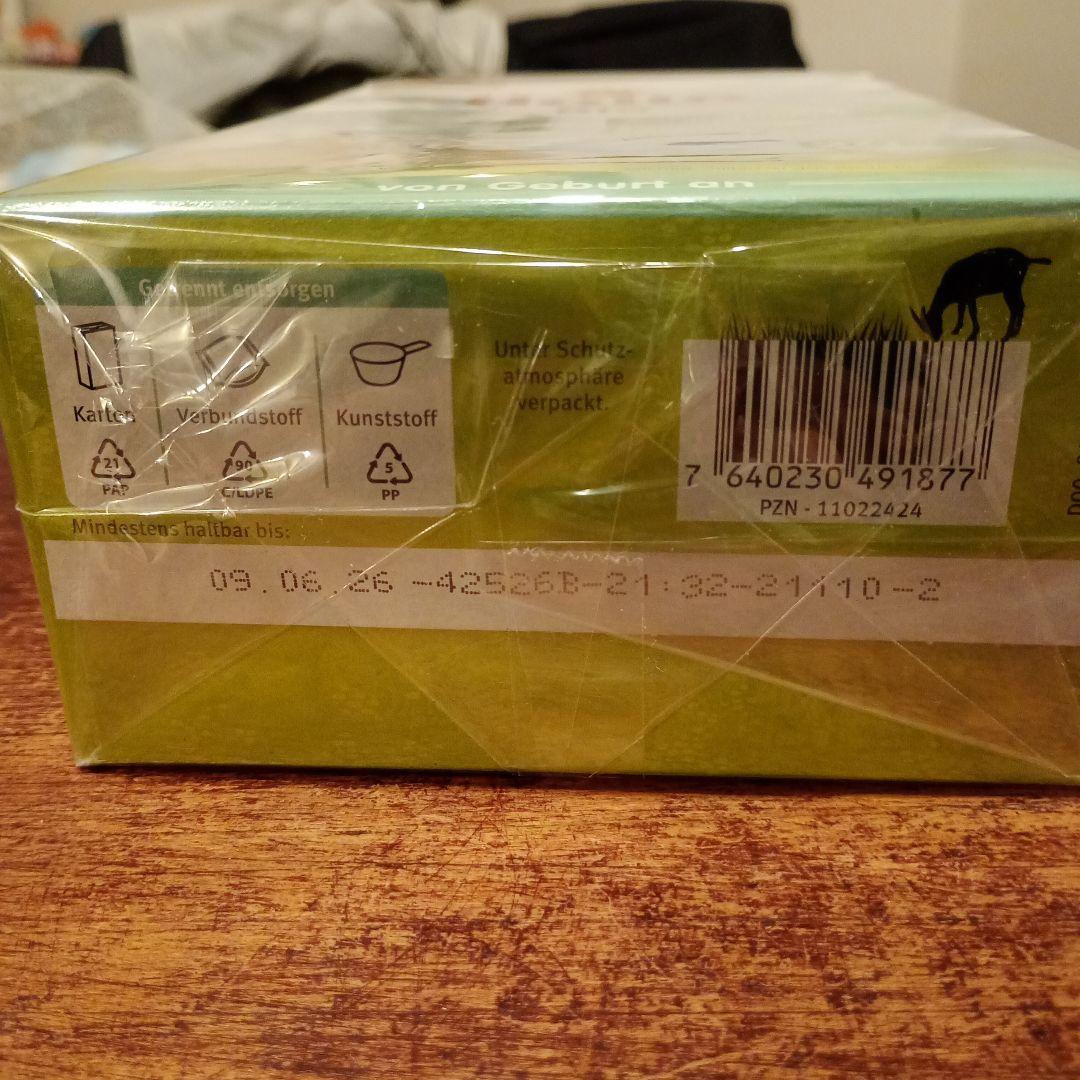 von Geburt an
Getrennt entsorgen
Karton
Verbundstoff
Kunststoff
21
PAP
90
C/LDPE
5
PP
Unter Schutz-
atmosphäre
verpackt.
7 640230 491877
PZN - 11022424
Mindestens haltbar bis:
09.06.26 -42526B-21:32-21110-2